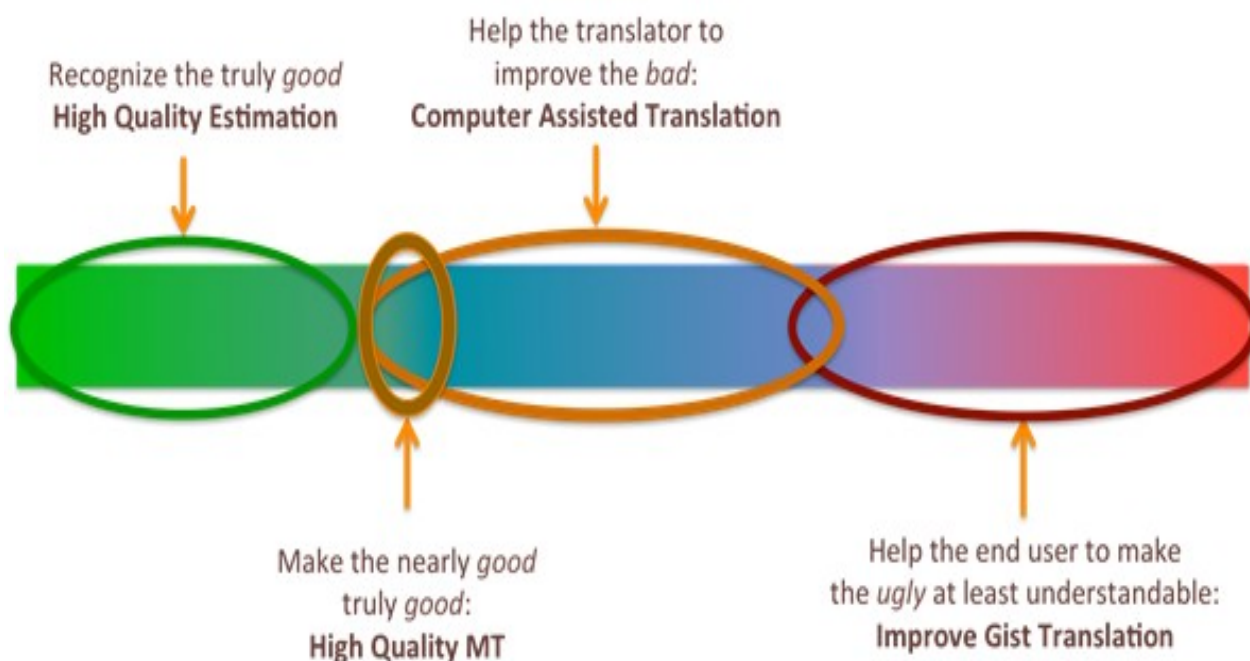 Recognize the truly good
High Quality Estimation
Help the translator to
improve the bad:
Computer Assisted Translation
Make the nearly good
truly good:
High Quality MT
Help the end user to make
the ugly at least understandable:
Improve Gist Translation